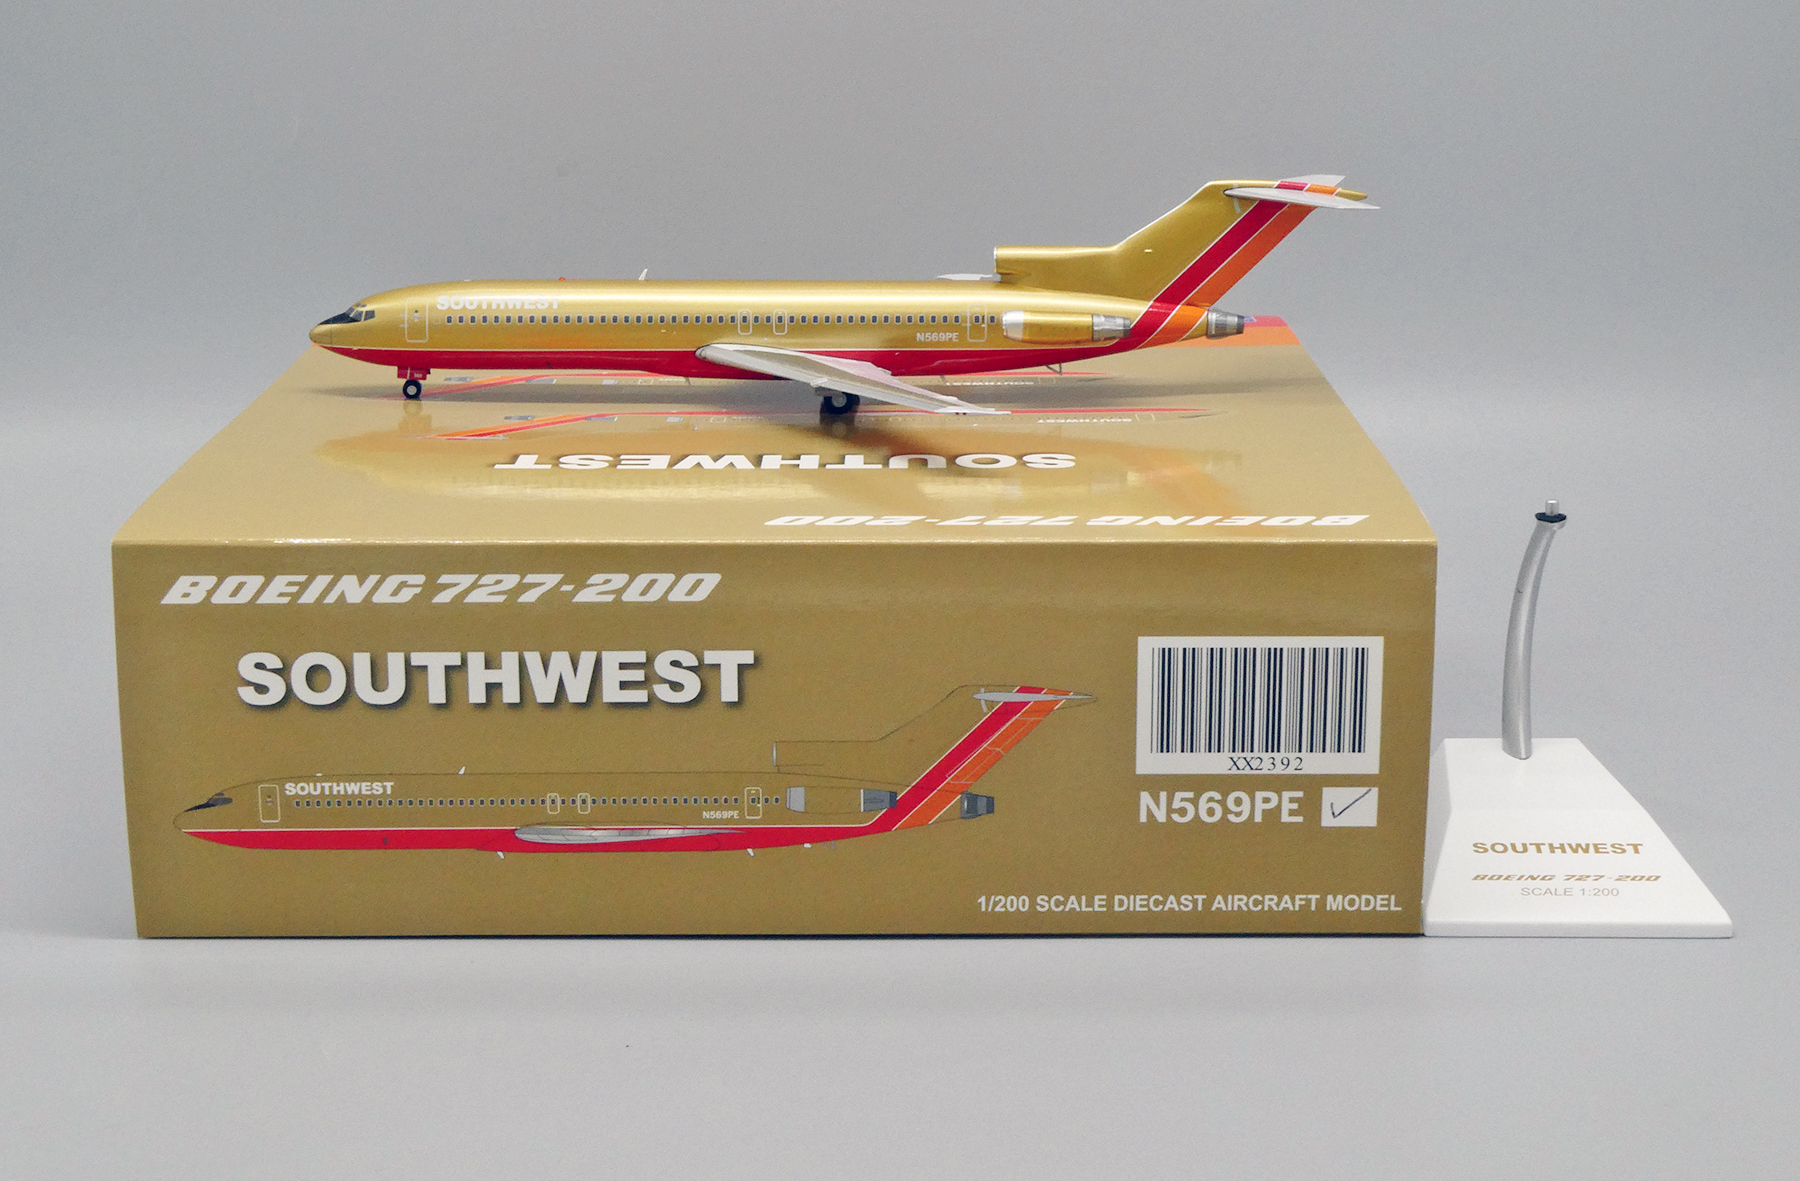 SOUTHWEST
N569PE
SOUTHWEST
BOEING 727-200
BOEING 727-200
SOUTHWEST
SOUTHWEST
N569PE
XX2392
N569PE
1/200 SCALE DIECAST AIRCRAFT MODEL
SOUTHWEST
BOEING 727-200
SCALE 1:200